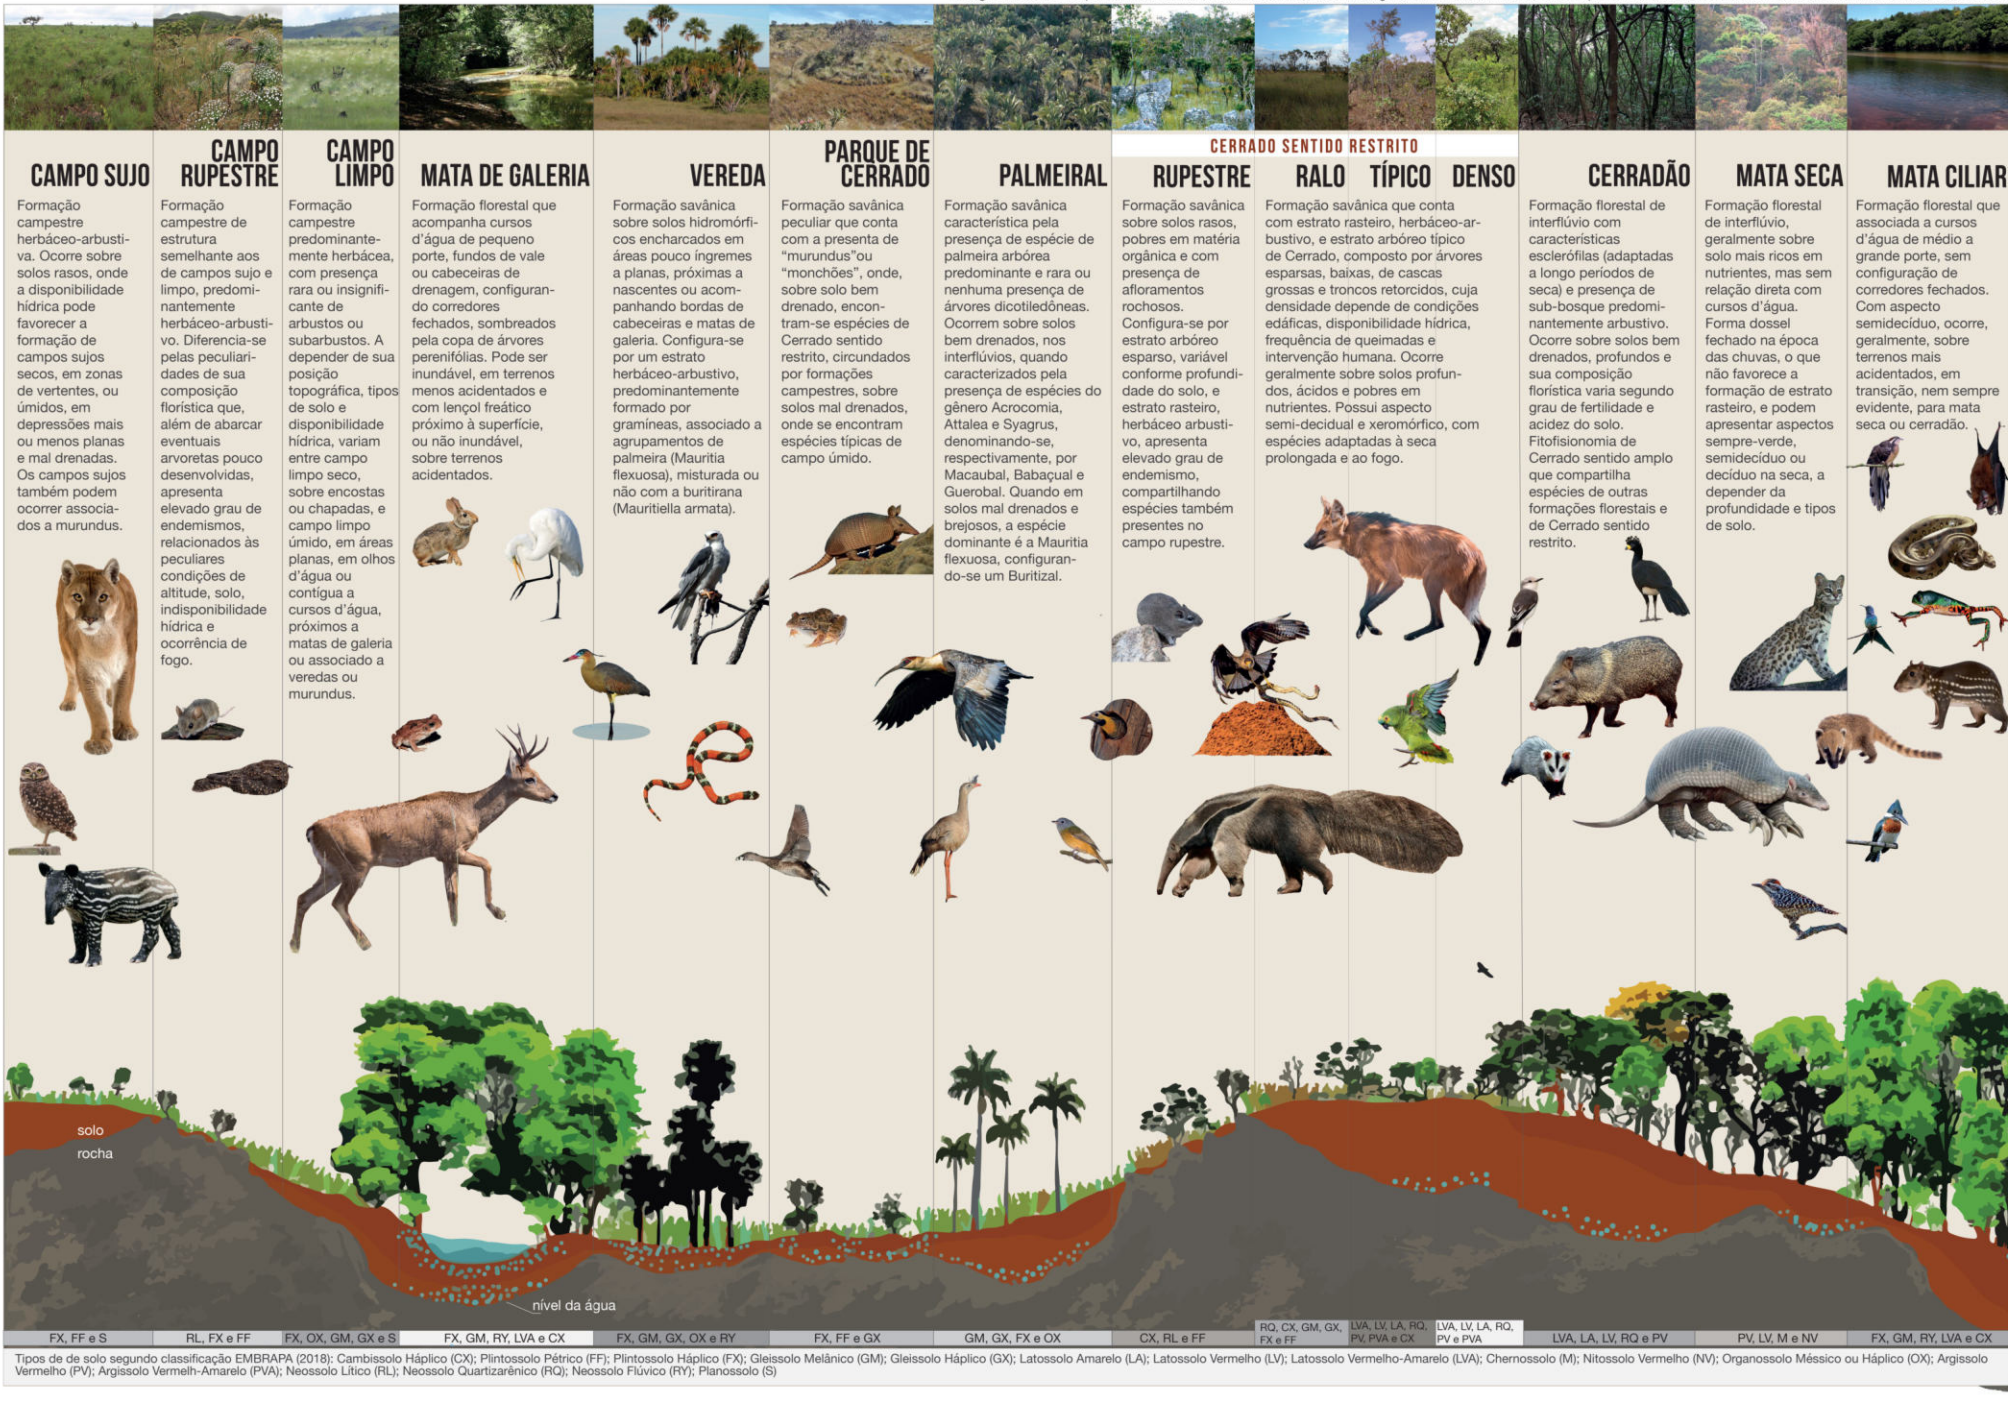 CAMPO SUJO
Formação
campestre
herbáceo-arbusti-
va. Ocorre sobre
solos rasos, onde
a disponibilidade
hídrica pode
favorecer a
formação de
campos sujos
secos, em zonas
de vertentes, ou
úmidos, em
depressões mais
ou menos planas
e mal drenadas.
Os campos sujos
também podem
ocorrer associa-
dos a murundus.
CAMPO
RUPESTRE
Formação
campestre de
estrutura
semelhante aos
de campos sujo e
limpo, predomi-
nantemente
herbáceo-arbusti-
vo. Diferencia-se
pelas peculiari-
dades de sua
composição
florística que,
além de abarcar
eventuais
arvoretas pouco
desenvolvidas,
apresenta
elevado grau de
endemismos,
relacionados às
peculiares
condições de
altitude, solo,
indisponibilidade
hídrica e
ocorrência de
fogo.
CAMPO
LIMPO
Formação
campestre
predominante-
mente herbácea,
com presença
rara ou insignifi-
cante de
arbustos ou
subarbustos. A
depender de sua
posição
topográfica, tipos
de solo e
disponibilidade
hídrica, variam
entre campo
limpo seco,
sobre encostas
ou chapadas, e
campo limpo
úmido, em áreas
planas, em olhos
d'água ou
contígua a
cursos d'água,
próximos a
matas de galeria
ou associado a
veredas ou
murundus.
MATA DE GALERIA
Formação florestal que
acompanha cursos
d'água de pequeno
porte, fundos de vale
ou cabeceiras de
drenagem, configuran-
do corredores
fechados, sombreados
pela copa de árvores
perenifólias. Pode ser
inundável, em terrenos
menos acidentados e
com lençol freático
próximo à superfície,
ou não inundável,
sobre terrenos
acidentados.
VEREDA
Formação savânica
sobre solos hidromórfi-
cos encharcados em
áreas pouco íngremes
a planas, próximas a
nascentes ou acom-
panhando bordas de
cabeceiras e matas de
galeria. Configura-se
por um estrato
herbáceo-arbustivo,
predominantemente
formado por
gramíneas, associado a
agrupamentos de
palmeira (Mauritia
flexuosa), misturada ou
não com a buritirana
(Mauritiella armata).
PARQUE DE
CERRADO
Formação savânica
peculiar que conta
com a presenta de
"murundus"ou
"monchões", onde,
sobre solo bem
drenado, encon-
tram-se espécies de
Cerrado sentido
restrito, circundados
por formações
campestres, sobre
solos mal drenados,
onde se encontram
espécies típicas de
campo úmido.
PALMEIRAL
Formação savânica
característica pela
presença de espécie de
palmeira arbórea
predominante e rara ou
nenhuma presença de
árvores dicotiledôneas.
Ocorrem sobre solos
bem drenados, nos
interflúvios, quando
caracterizados pela
presença de espécies do
gênero Acrocomia,
Attalea e Syagrus,
denominando-se,
respectivamente, por
Macaubal, Babaçual e
Guerobal. Quando em
solos mal drenados e
brejosos, a espécie
dominante é a Mauritia
flexuosa, configuran-
do-se um Buritizal.
CERRADO SENTIDO RESTRITO
RUPESTRE
Formação savânica
sobre solos rasos,
pobres em matéria
orgânica e com
presença de
afloramentos
rochosos.
Configura-se por
estrato arbóreo
esparso, variável
conforme profundi-
dade do solo, e
estrato rasteiro,
herbáceo arbusti-
vo, apresenta
elevado grau de
endemismo,
compartilhando
espécies também
presentes no
campo rupestre.
RALO TÍPICO DENSO
Formação savânica que conta
com estrato rasteiro, herbáceo-ar-
bustivo, e estrato arbóreo típico
de Cerrado, composto por árvores
esparsas, baixas, de cascas
grossas e troncos retorcidos, cuja
densidade depende de condições
edáficas, disponibilidade hídrica,
frequência de queimadas e
intervenção humana. Ocorre
geralmente sobre solos profun-
dos, ácidos e pobres em
nutrientes. Possui aspecto
semi-decidual e xeromórfico, com
espécies adaptadas à seca
prolongada e ao fogo.
CERRADÃO
Formação florestal de
interflúvio com
características
esclerófilas (adaptadas
a longo períodos de
seca) e presença de
sub-bosque predomi-
nantemente arbustivo.
Ocorre sobre solos bem
drenados, profundos e
sua composição
florística varia segundo
grau de fertilidade e
acidez do solo.
Fitofisionomia de
Cerrado sentido amplo
que compartilha
espécies de outras
formações florestais e
de Cerrado sentido
restrito.
MATA SECA
Formação florestal
de interflúvio,
geralmente sobre
solo mais ricos em
nutrientes, mas sem
relação direta com
cursos d'água.
Forma dossel
fechado na época
das chuvas, o que
não favorece a
formação de estrato
rasteiro, e podem
apresentar aspectos
sempre-verde,
semidecíduo ou
decíduo na seca, a
depender da
profundidade e tipos
de solo.
MATA CILIAR
Formação florestal que
associada a cursos
d'água de médio a
grande porte, sem
configuração de
corredores fechados.
Com aspecto
semidecíduo, ocorre,
geralmente, sobre
terrenos mais
acidentados, em
transição, nem sempre
evidente, para mata
seca ou cerradão.
solo
rocha
nível da água
FX, FF e S
RL, FX e FF
FX, OX, GM, GX e S
FX, GM, RY, LVA e CX
FX, GM, GX, OX e RY
FX, FF e GX
GM, GX, FX e OX
CX, RL e FF
RQ, CX, GM, GX,
FX e FF
LVA, LV, LA, RQ,
PV, PVA e CX
LVA, LV, LA, RQ,
PV e PVA
LVA, LA, LV, RQ e PV
PV, LV, M e NV
FX, GM, RY, LVA e CX
Tipos de de solo segundo classificação EMBRAPA (2018): Cambissolo Háplico (CX); Plintossolo Pétrico (FF); Plintossolo Háplico (FX); Gleissolo Melânico (GM); Gleissolo Háplico (GX); Latossolo Amarelo (LA); Latossolo Vermelho (LV); Latossolo Vermelho-Amarelo (LVA); Chernossolo (M); Nitossolo Vermelho (NV); Organossolo Méssico ou Háplico (OX); Argissolo
Vermelho (PV); Argissolo Vermelh-Amarelo (PVA); Neossolo Lítico (RL); Neossolo Quartizarênico (RQ); Neossolo Flúvico (RY); Planossolo (S)